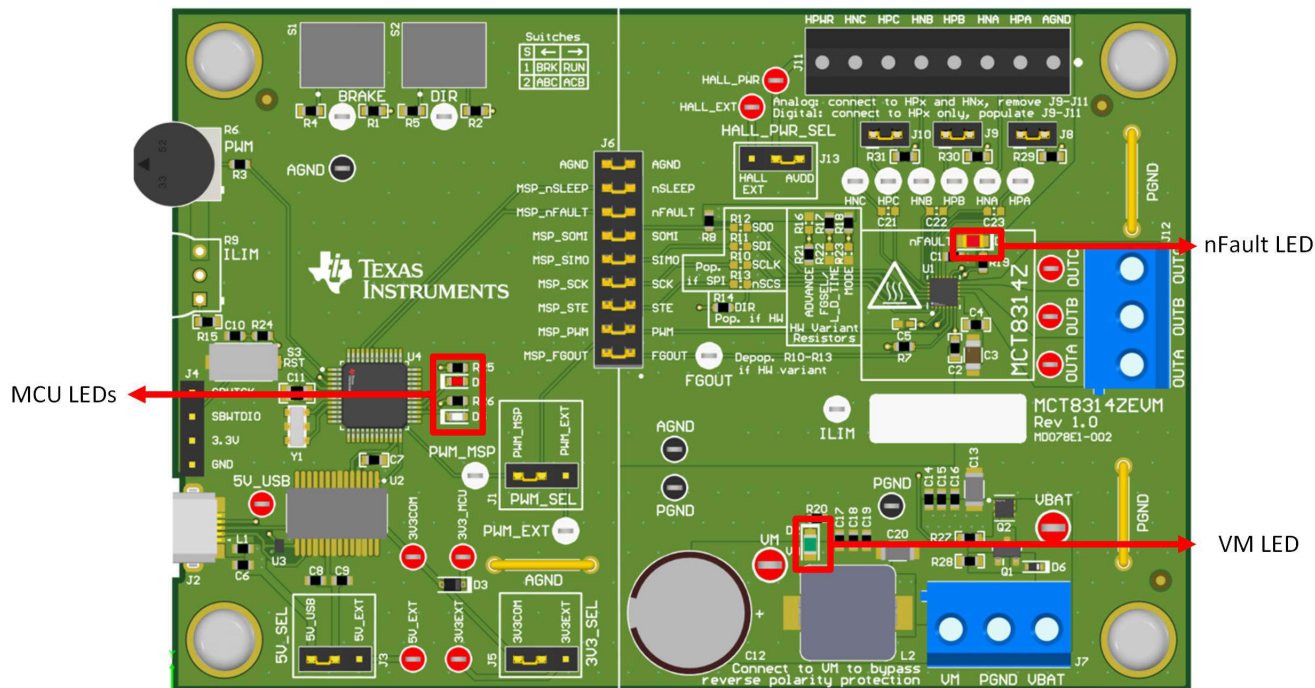 S1
S2
Switches
S ← →
1 BRK RUN
2 ABC ACB
HPWR HNC HPC HNB HPB HNA HPA AGND
J11
HALL_PWR
HALL_EXT
Analog: connect to HPx and HNx, remove J9-J11
Digital: connect to HPx only, populate J9-J11
R4
BRAKE
R1
R5
DIR
R2
R6
PWM
R3
AGND
HALL_PWR_SEL
J13
HALL EXT
AVDD
J10
J9
J8
R31
R30
R29
HNC HPC HNB HPB HNA HPA
C21
C22
C23
PGND
J6
AGND AGND
MSP_nSLEEP nSLEEP
MSP_nFAULT nFAULT
MSP_SOMI SOMI
MSP_SIMO SIMO
MSP_SCK SCK
MSP_STE STE
MSP_PWM PWM
MSP_FGOUT FGOUT
R8
R12
SDO
R11
SDI
R10
SCLK
R13
nSCS
Pop.
if SPI
R14
DIR
Pop. if HW
R16
R17
R18
R21
R22
ADVANCE
FGSEL/
L_D_TIME
MODE
HW Variant
Resistors
Depop. R10-R13
if HW variant
nFAULT
nFault LED
R19
U1
C4
C5
R7
C2
C3
MCT8314Z
OUTC
OUTB
OUTA
J12
OUTC
OUTB
OUTA
R9
ILIM
TEXAS
INSTRUMENTS
R15
C10
R24
S3
RST
J4
C11
U4
MCU LEDs
SBWTDIO
3.3V
GND
Y1
C7
U2
FGOUT
ILIM
MCT8314ZEVM
Rev 1.0
MD078E1-002
PWM_MSP
PWM_MSP
PWM_EXT
J1
PWM_SEL
PWM_EXT
AGND
PGND
PGND
C13
C14
C15
C16
VBAT
PGND
5V_USB
J2
L1
C6
U3
C8
C9
3V3COM
3V3_MCU
D3
AGND
R20
VM
C17
C18
C19
C20
R27
R28
Q2
Q1
D6
VM LED
5V_SEL
5V_USB
5V_EXT
J3
5V_EXT
3V3EXT
J5
3V3COM
3V3EXT
3V3_SEL
+
C12
L2
Connect to VM to bypass
reverse polarity protection
VM PGND VBAT
J7